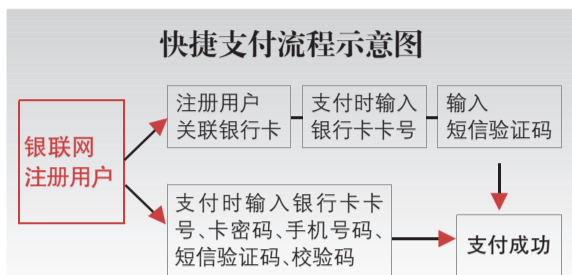 快捷支付流程示意图
银联网
注册用户
注册用户
关联银行卡
支付时输入
银行卡卡号
输入
短信验证码
支付时输入银行卡卡
号、卡密码、手机号码、
短信验证码、校验码
支付成功